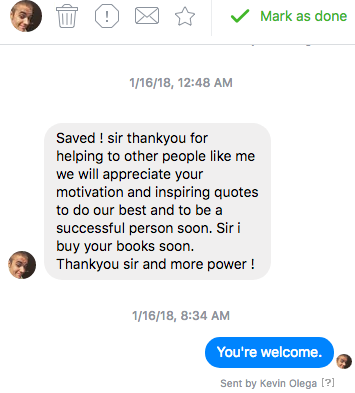 Mark as done
1/16/18, 12:48 AM
Saved ! sir thankyou for
helping to other people like me
we will appreciate your
motivation and inspiring quotes
to do our best and to be a
successful person soon. Sir i
buy your books soon.
Thankyou sir and more power !
1/16/18, 8:34 AM
You're welcome.
Sent by Kevin Olega [?]